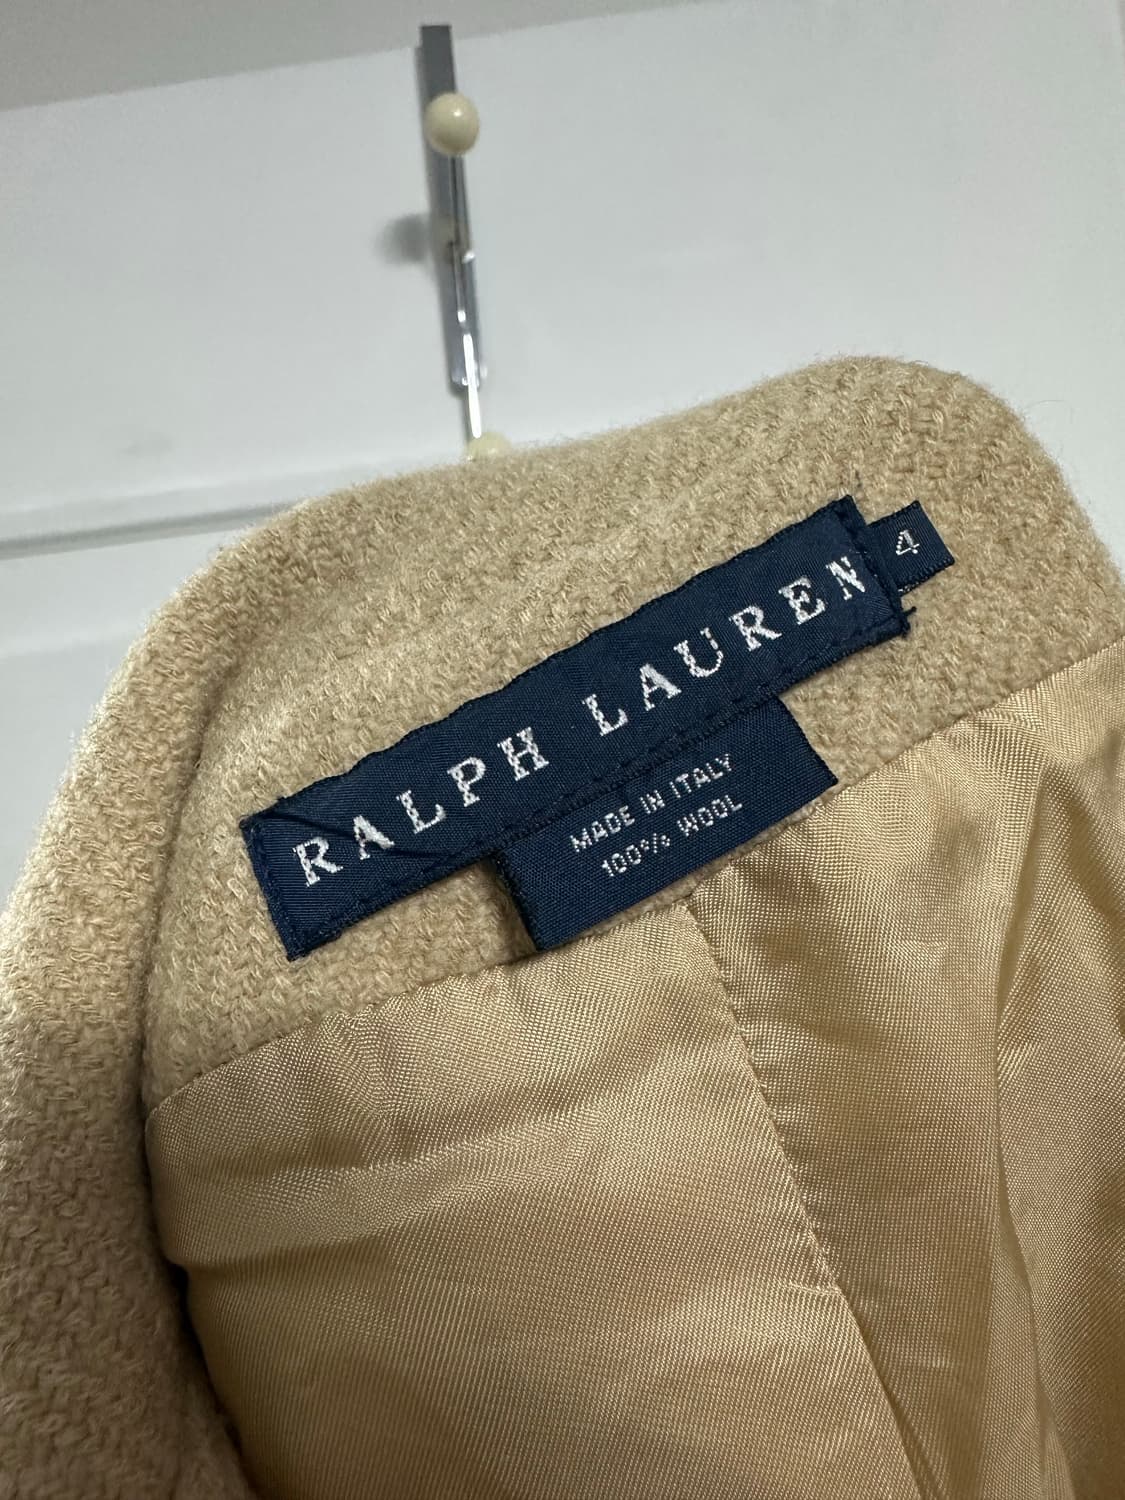 RALPH LAUREN
4
MADE IN ITALY
100% WOOL